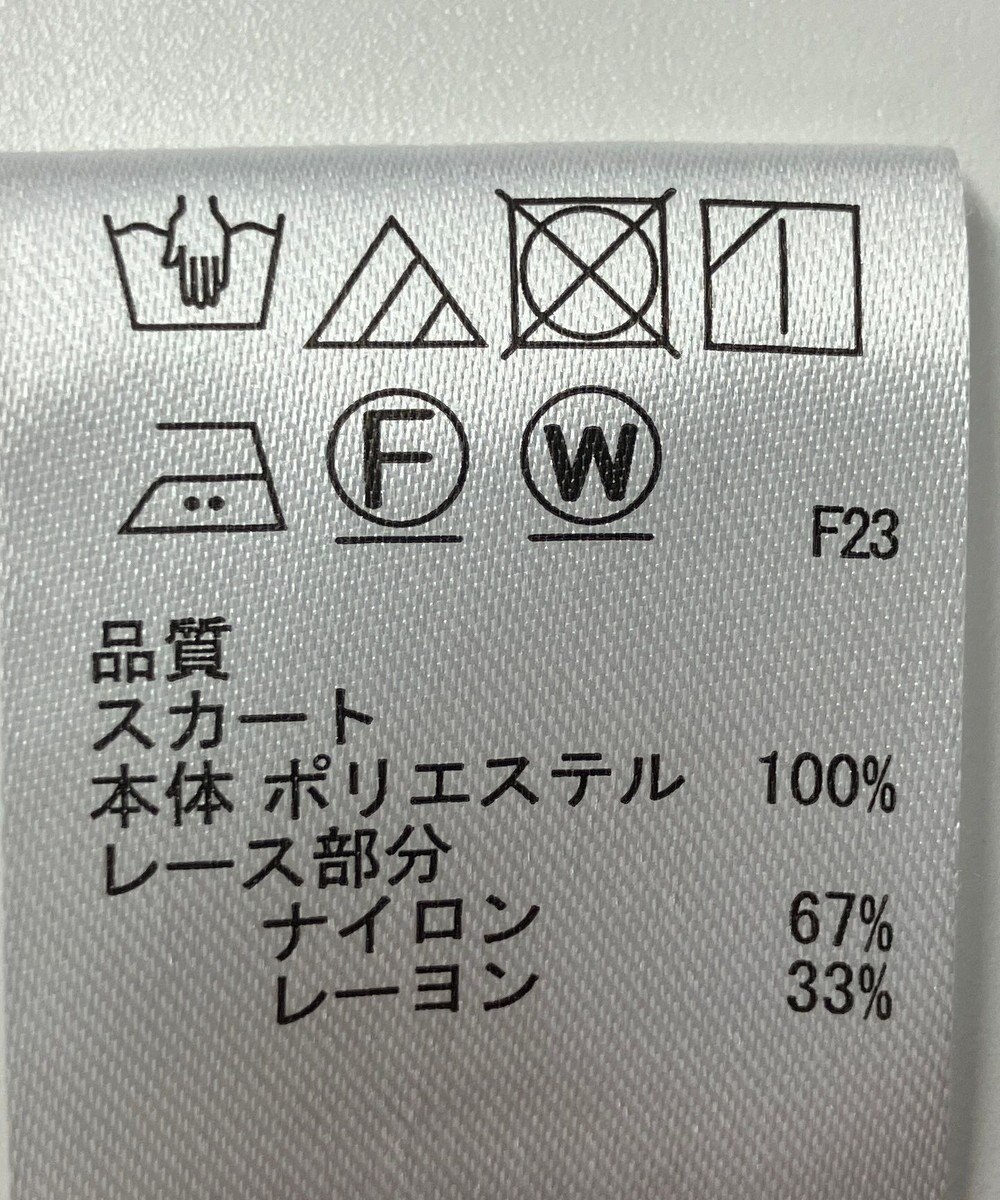 F W
F23
品質
スカート
本体 ポリエステル 100%
レース部分
ナイロン 67%
レーヨン 33%